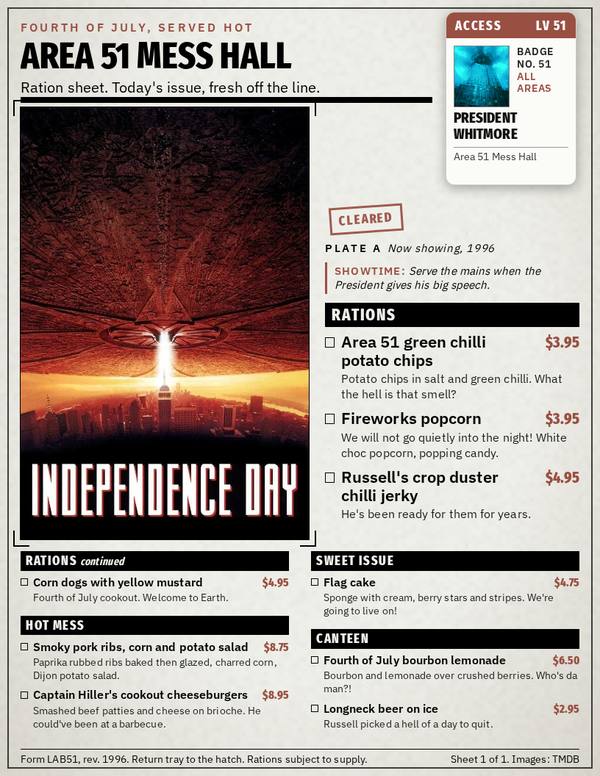 FOURTH OF JULY, SERVED HOT
AREA 51 MESS HALL
Ration sheet. Today's issue, fresh off the line.
ACCESS LV 51
BADGE
NO. 51
ALL
AREAS
PRESIDENT
WHITMORE
Area 51 Mess Hall
CLEARED
PLATE A Now showing, 1996
SHOWTIME: Serve the mains when the
President gives his big speech.
INDEPENDENCE DAY
RATIONS
Area 51 green chilli $3.95
potato chips
Potato chips in salt and green chilli. What
the hell is that smell?
Fireworks popcorn $3.95
We will not go quietly into the night! White
choc popcorn, popping candy.
Russell's crop duster $4.95
chilli jerky
He's been ready for them for years.
RATIONS continued
Corn dogs with yellow mustard $4.95
Fourth of July cookout. Welcome to Earth.
HOT MESS
Smoky pork ribs, corn and potato salad $8.75
Paprika rubbed ribs baked then glazed, charred corn,
Dijon potato salad.
Captain Hiller's cookout cheeseburgers $8.95
Smashed beef patties and cheese on brioche. He
could've been at a barbecue.
SWEET ISSUE
Flag cake $4.75
Sponge with cream, berry stars and stripes. We're
going to live on!
CANTEEN
Fourth of July bourbon lemonade $6.50
Bourbon and lemonade over crushed berries. Who's da
man?!
Longneck beer on ice $2.95
Russell picked a hell of a day to quit.
Form LAB51, rev. 1996. Return tray to the hatch. Rations subject to supply. Sheet 1 of 1. Images: TMDB